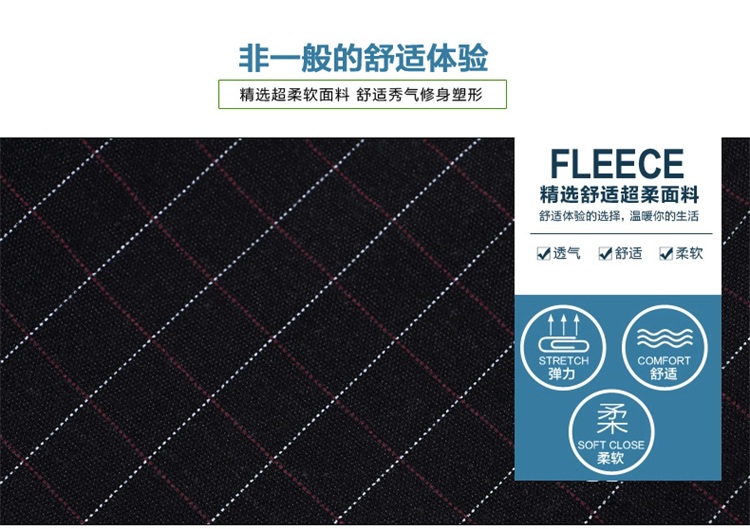 非一般的舒适体验
精选超柔软面料 舒适秀气修身塑形
FLEECE
精选舒适超柔面料
舒适体验的选择，温暖你的生活
透气 舒适 柔软
STRETCH
弹力
COMFORT
舒适
柔
SOFT CLOSE
柔软